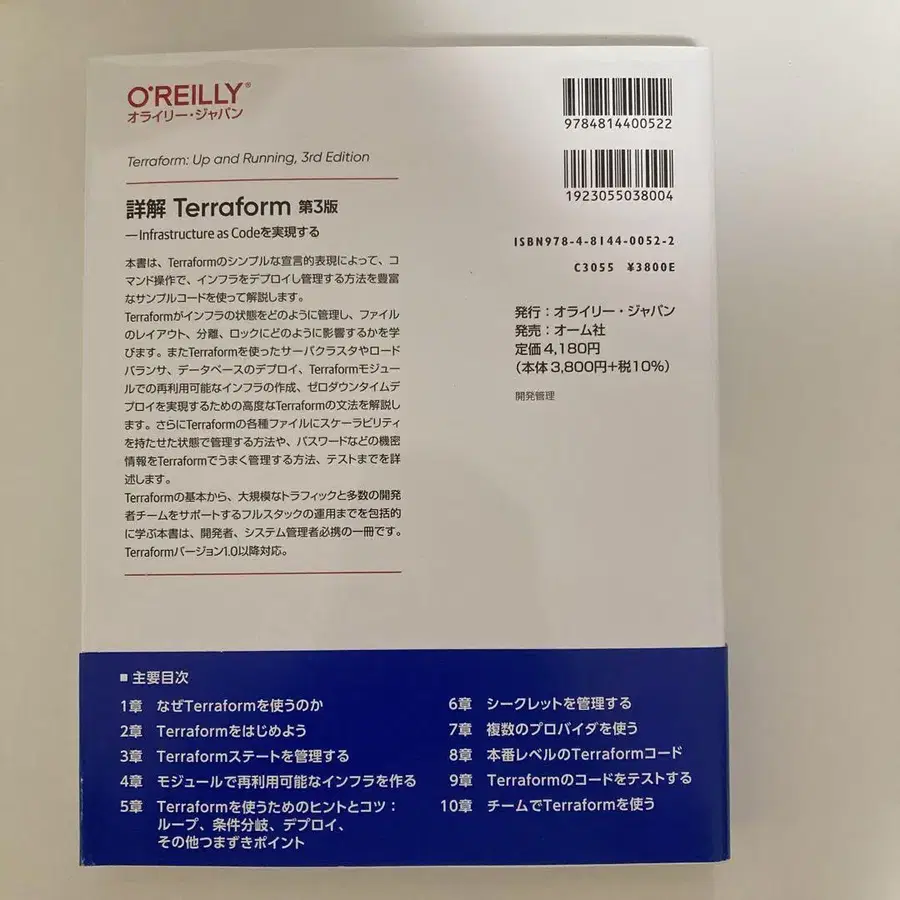 O'REILLY®
オライリー・ジャパン
Terraform: Up and Running, 3rd Edition
詳解 Terraform 第3版
―Infrastructure as Codeを実現する
本書は、Terraformのシンプルな宣言的表現によって、コ
マンド操作で、インフラをデプロイし管理する方法を豊富
なサンプルコードを使って解説します。
Terraformがインフラの状態をどのように管理し、ファイル
のレイアウト、分離、ロックにどのように影響するかを学
びます。またTerraformを使ったサーバクラスタやロード
バランサ、データベースのデプロイ、Terraformモジュー
ルでの再利用可能なインフラの作成、ゼロダウンタイムデ
プロイを実現するための高度なTerraformの文法を解説し
ます。さらにTerraformの各種ファイルにスケーラビリティ
を持たせた状態で管理する方法や、パスワードなどの機密
情報をTerraformでうまく管理する方法、テストまでを詳
述します。
Terraformの基本から、大規模なトラフィックと多数の開発
者チームをサポートするフルスタックの運用までを包括的
に学ぶ本書は、開発者、システム管理者必携の一冊です。
Terraformバージョン1.0以降対応。
9784814400522
1923055038004
ISBN978-4-8144-0052-2
C3055 ¥3800E
発行：オライリー・ジャパン
発売：オーム社
定価4,180円
（本体3,800円+税10%）
開発管理
■ 主要目次
1章 なぜTerraformを使うのか
2章 Terraformをはじめよう
3章 Terraformステートを管理する
4章 モジュールで再利用可能なインフラを作る
5章 Terraformを使うためのヒントとコツ：
ループ、条件分岐、デプロイ、
その他つまずきポイント
6章 シークレットを管理する
7章 複数のプロバイダを使う
8章 本番レベルのTerraformコード
9章 Terraformのコードをテストする
10章 チームでTerraformを使う